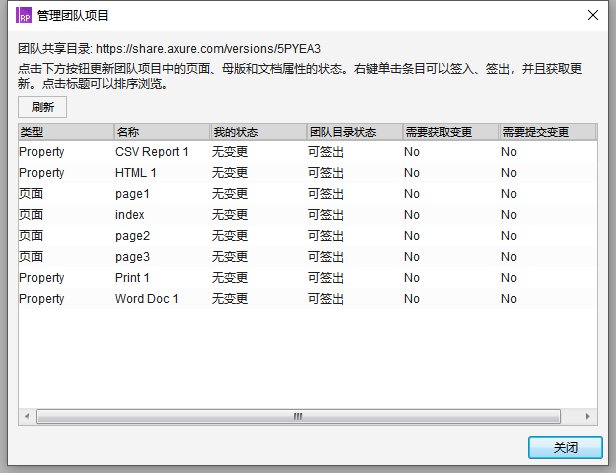 RP 管理团队项目
团队共享目录: https://share.axure.com/versions/5PYEA3
点击下方按钮更新团队项目中的页面、母版和文档属性的状态。右键单击条目可以签入、签出，并且获取更
新。点击标题可以排序浏览。
刷新
类型 名称 我的状态 团队目录状态 需要获取变更 需要提交变更
Property CSV Report 1 无变更 可签出 No No
Property HTML 1 无变更 可签出 No No
页面 page1 无变更 可签出 No No
页面 index 无变更 可签出 No No
页面 page2 无变更 可签出 No No
页面 page3 无变更 可签出 No No
Property Print 1 无变更 可签出 No No
Property Word Doc 1 无变更 可签出 No No
关闭